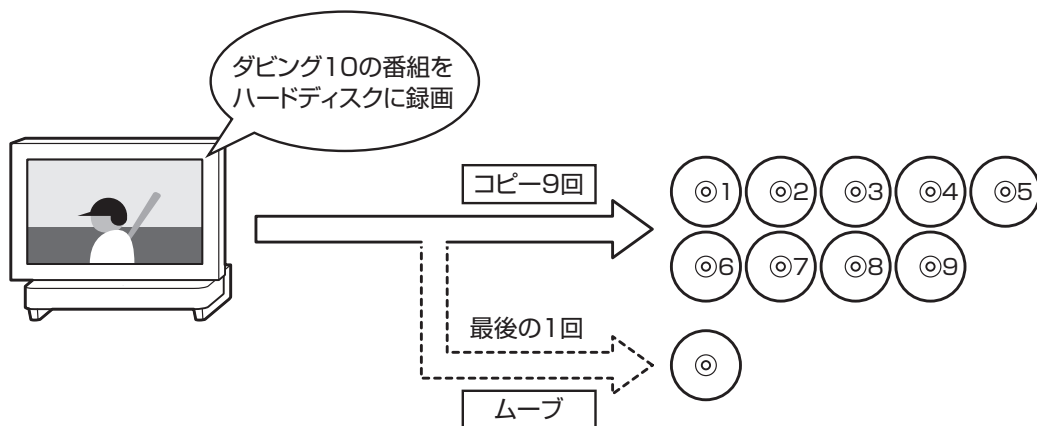 ダビング10の番組を
ハードディスクに録画
コピー9回
1 2 3 4 5
6 7 8 9
最後の1回
ムーブ